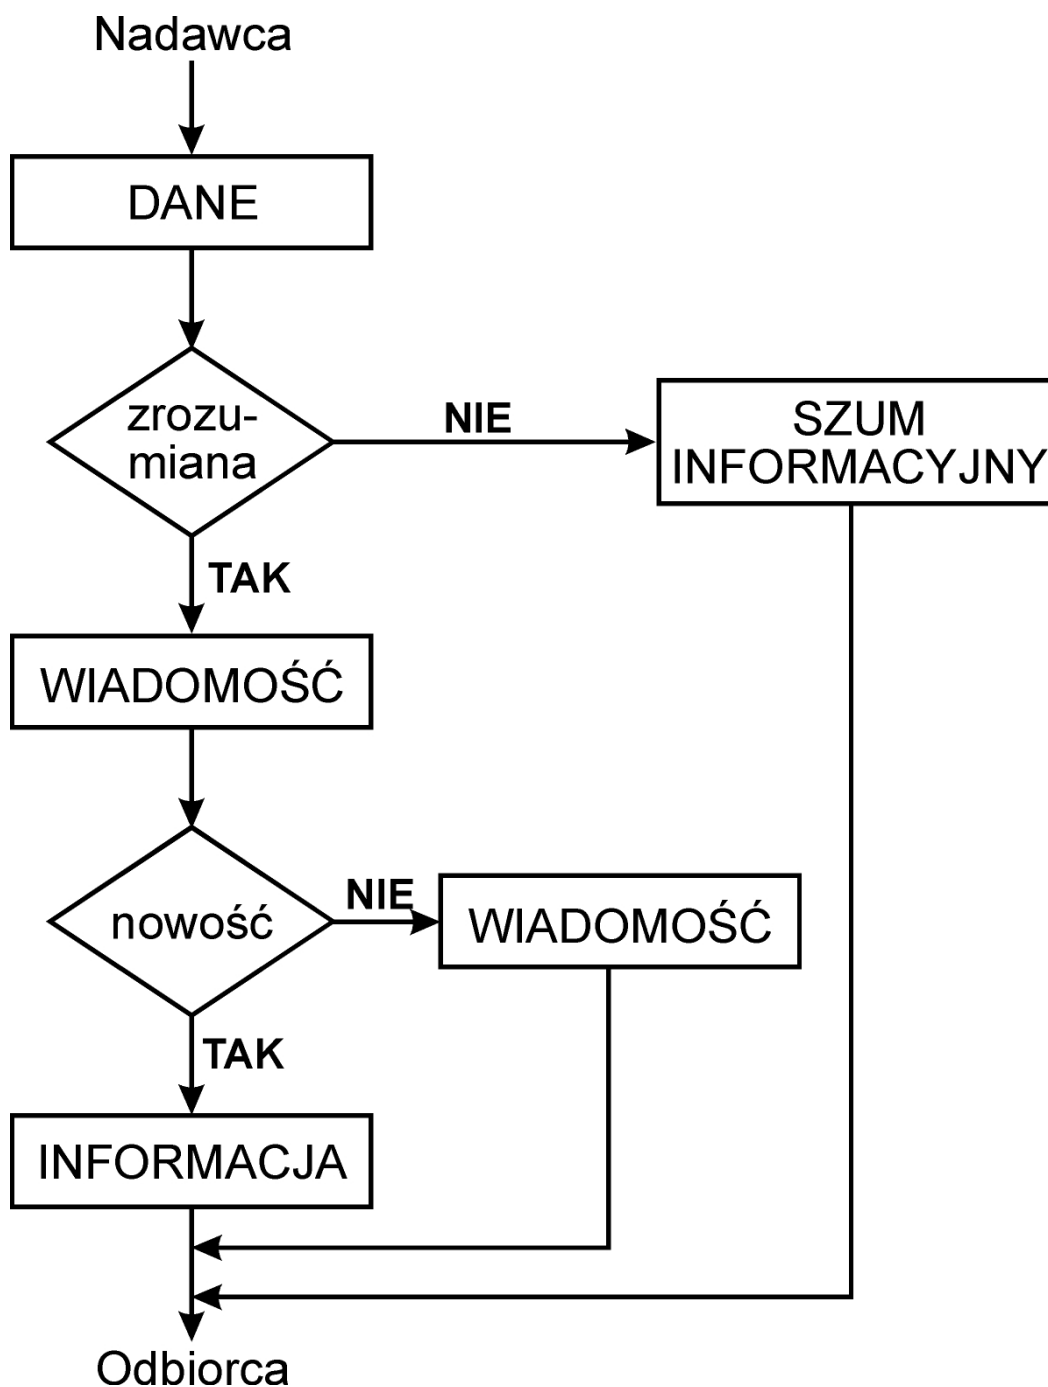 Nadawca
DANE
zrozu-
miana
NIE
SZUM
INFORMACYJNY
TAK
WIADOMOŚĆ
nowość
NIE
WIADOMOŚĆ
TAK
INFORMACJA
Odbiorca